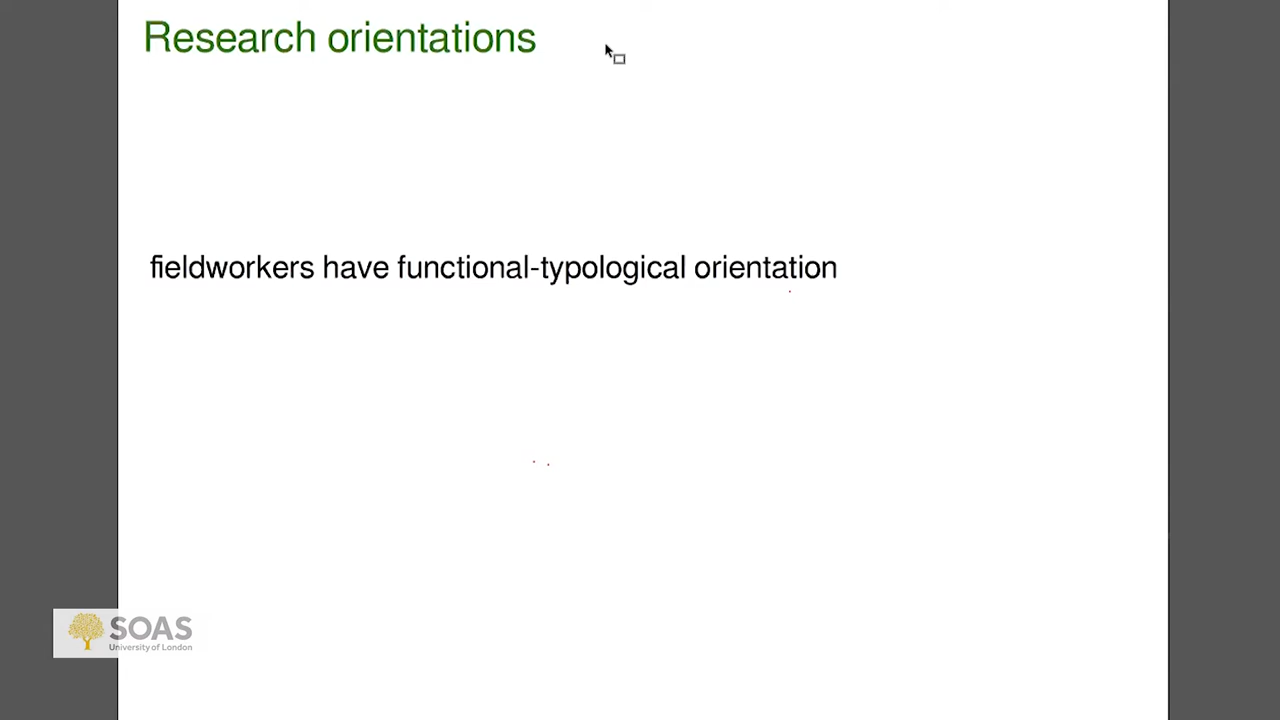 Research orientations
fieldworkers have functional-typological orientation
SOAS
University of London